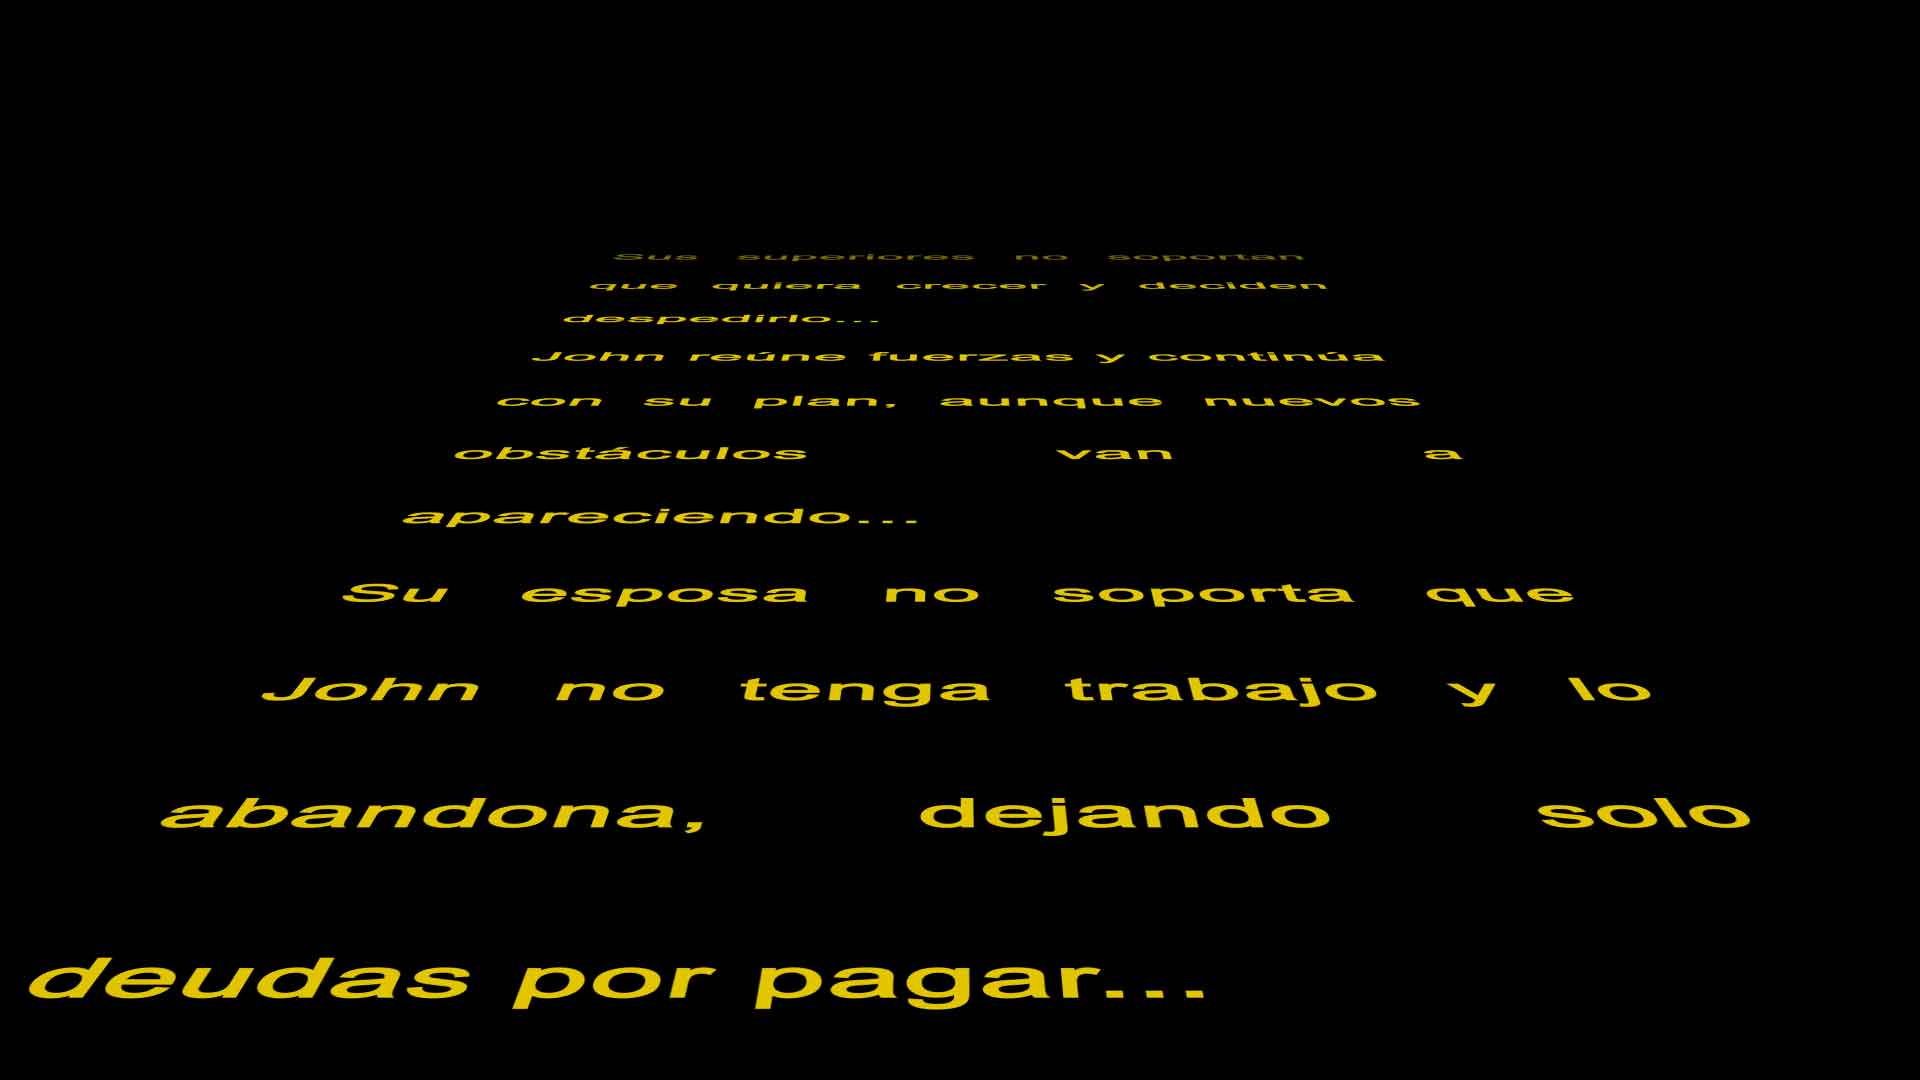 Sus superiores no soportan
que quiera crecer y deciden
despedirlo...
John reúne fuerzas y continúa
con su plan, aunque nuevos
obstáculos van a
apareciendo...
Su esposa no soporta que
John no tenga trabajo y lo
abandona, dejando solo
deudas por pagar...